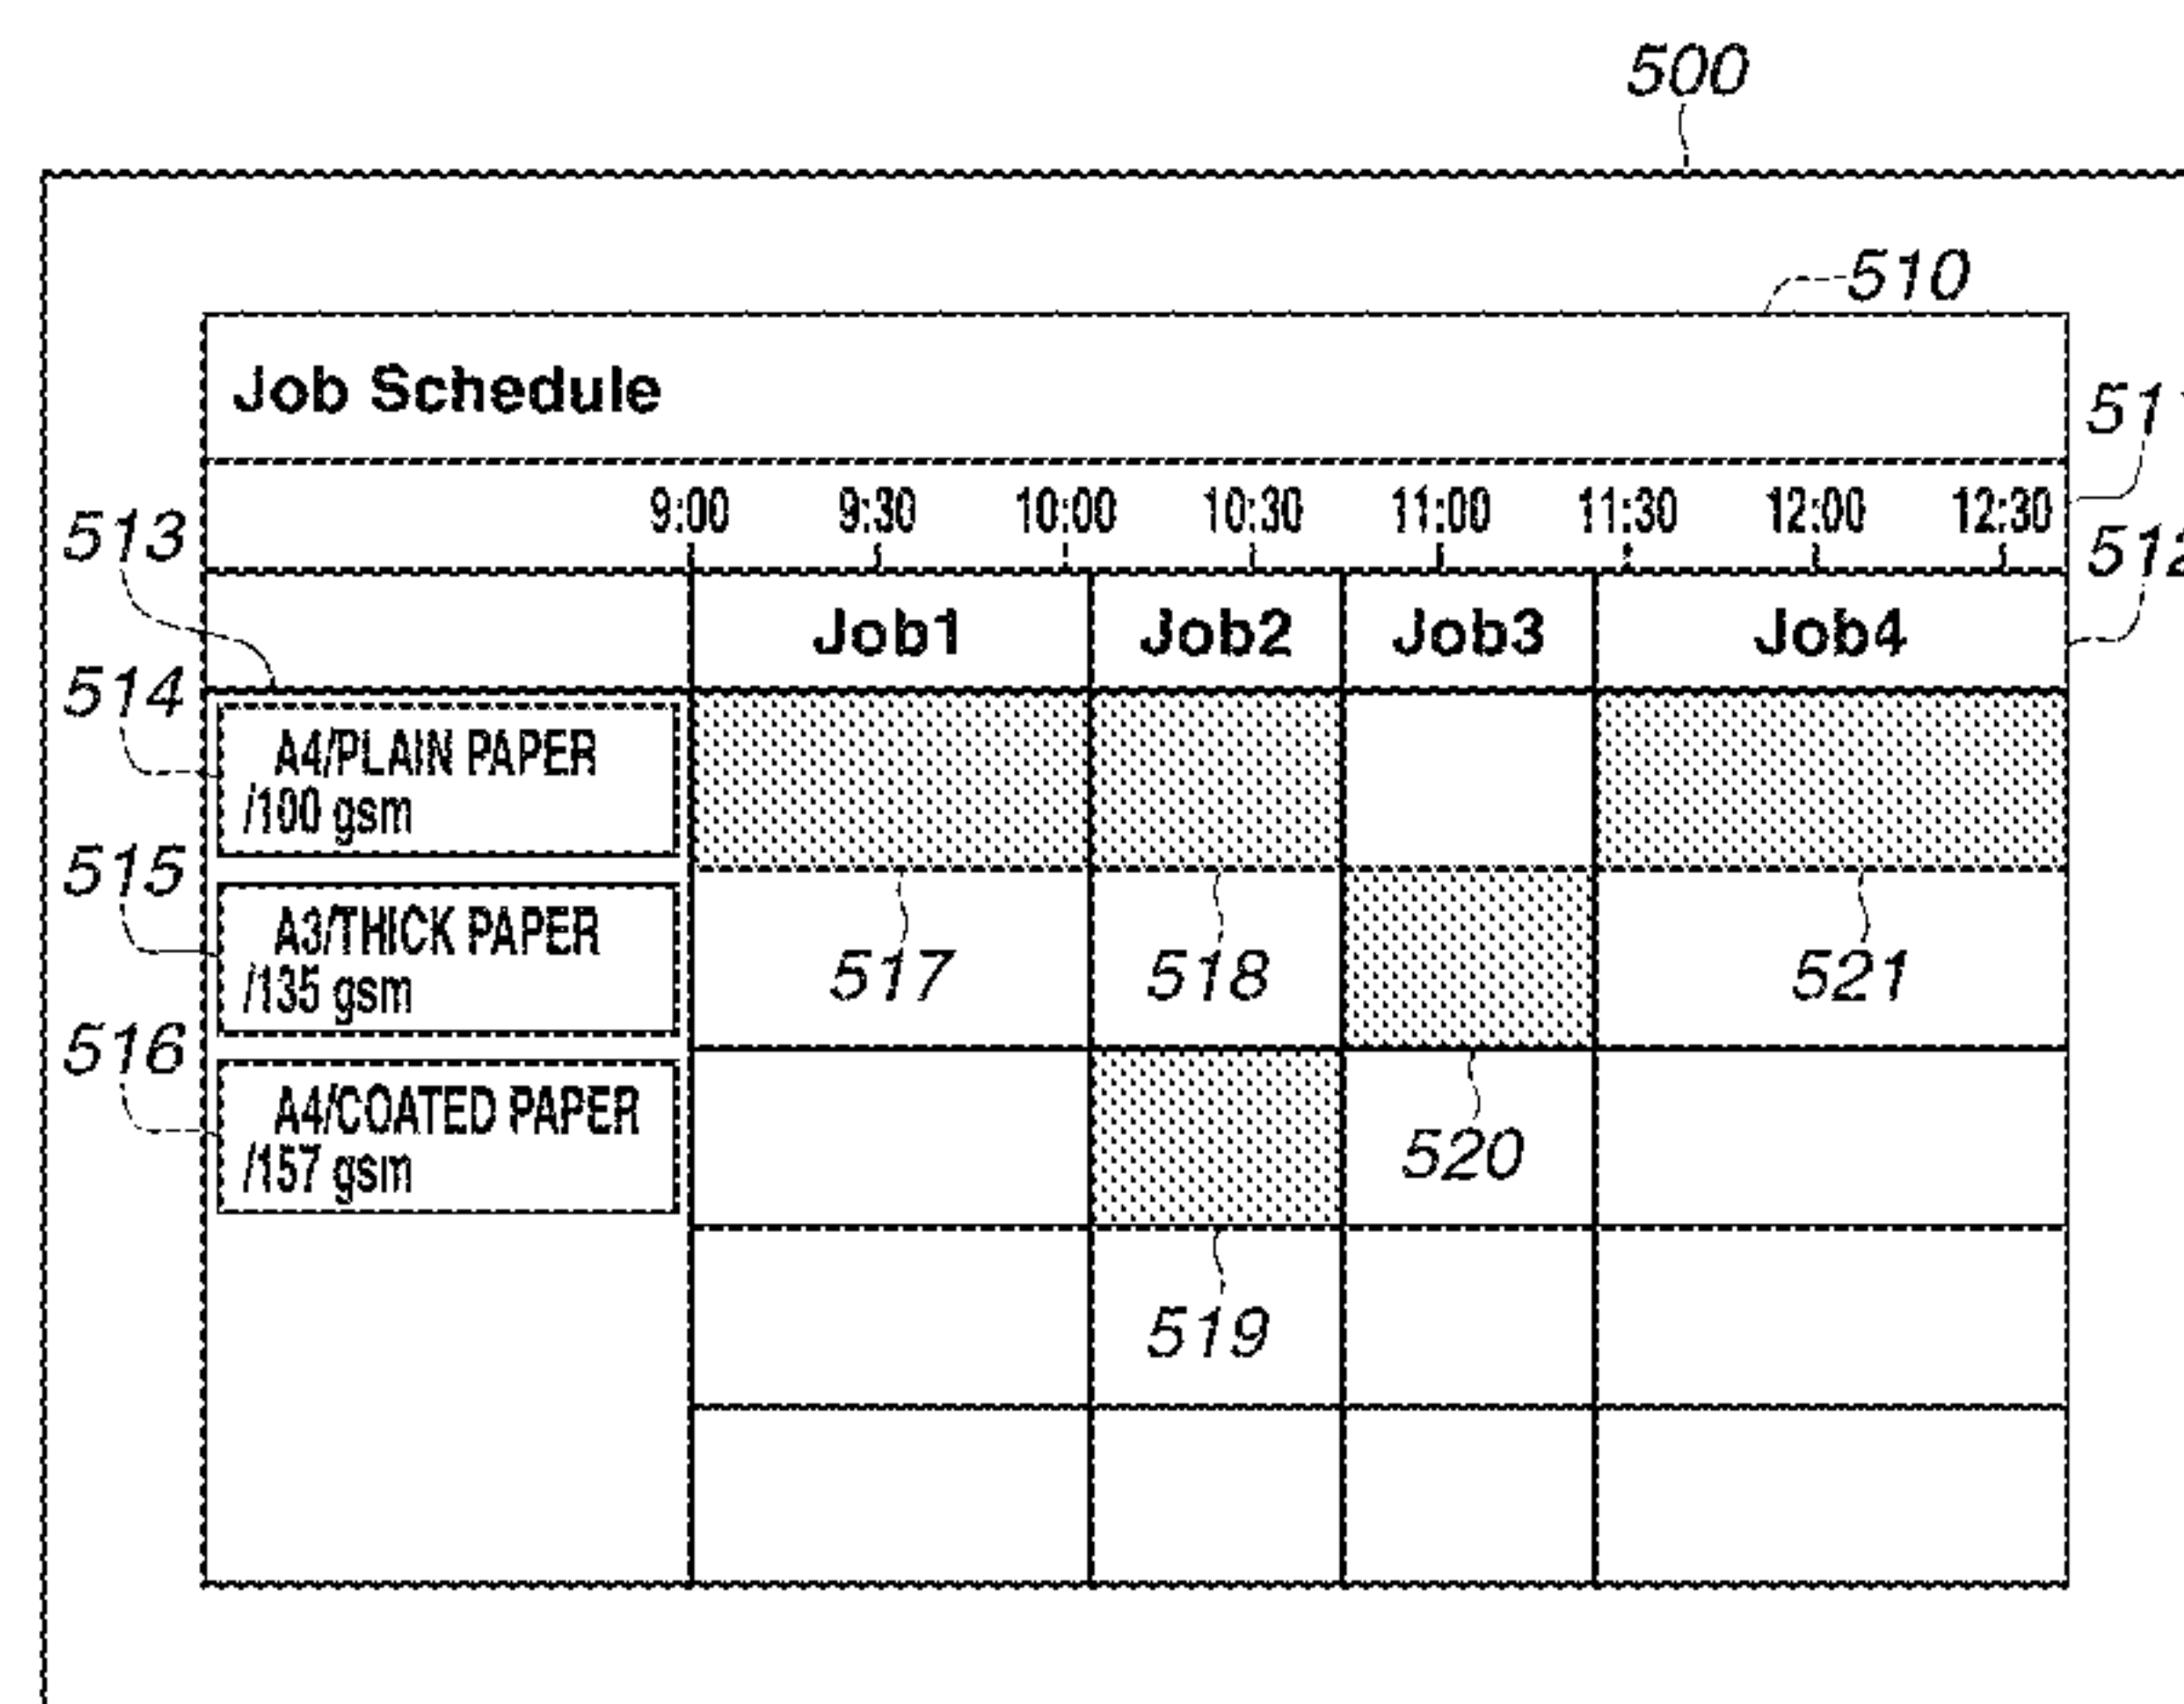 500
510
Job Schedule
9:00 9:30 10:00 10:30 11:00 11:30 12:00 12:30
513
Job1 Job2 Job3 Job4
514
A4/PLAIN PAPER
/100 gsm
515
A3/THICK PAPER
/135 gsm
517 518 521
516
A4/COATED PAPER
/157 gsm
520
519